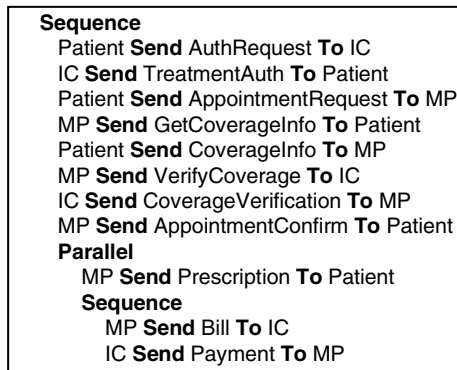 Sequence
Patient Send AuthRequest To IC
IC Send TreatmentAuth To Patient
Patient Send AppointmentRequest To MP
MP Send GetCoverageInfo To Patient
Patient Send CoverageInfo To MP
MP Send VerifyCoverage To IC
IC Send CoverageVerification To MP
MP Send AppointmentConfirm To Patient
Parallel
MP Send Prescription To Patient
Sequence
MP Send Bill To IC
IC Send Payment To MP